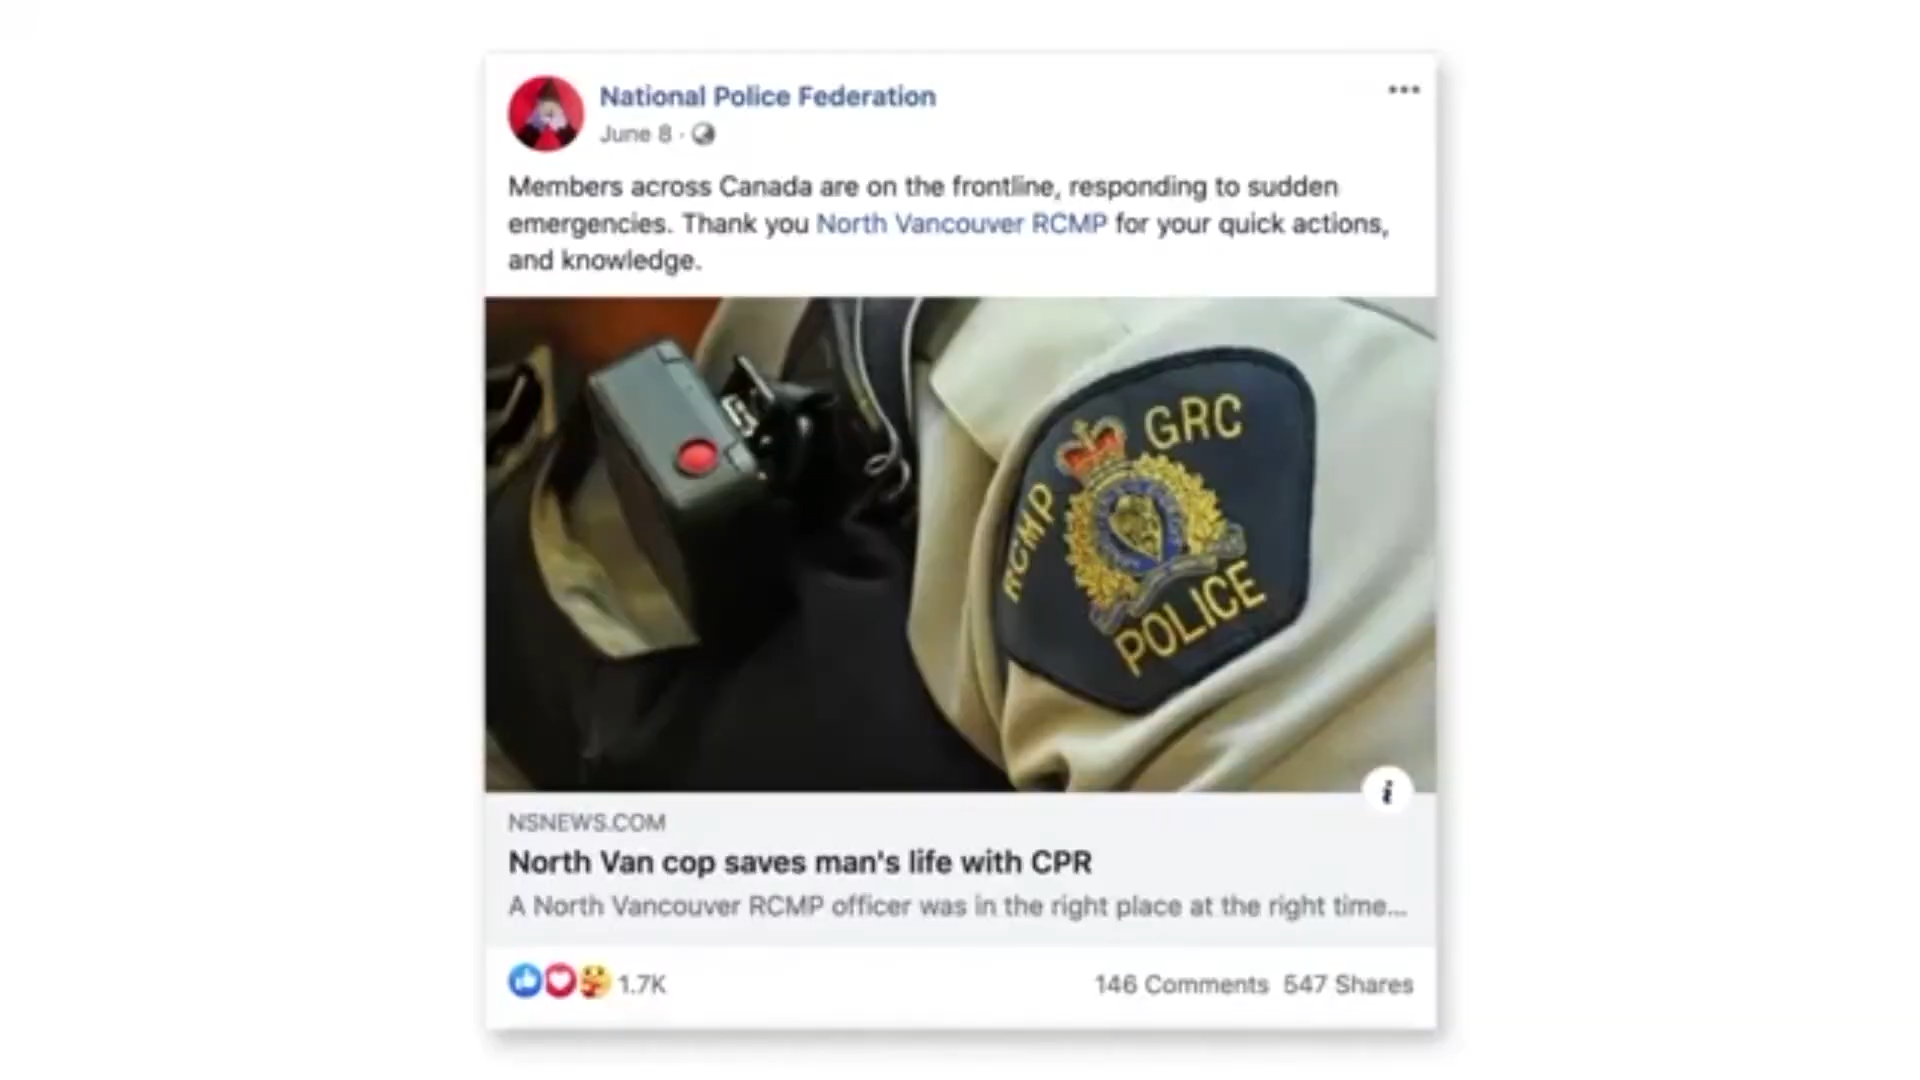 National Police Federation
June 8 ·
Members across Canada are on the frontline, responding to sudden
emergencies. Thank you North Vancouver RCMP for your quick actions,
and knowledge.
GRC
RCMP
POLICE
NSNEWS.COM
North Van cop saves man's life with CPR
A North Vancouver RCMP officer was in the right place at the right time...
1.7K
146 Comments 547 Shares